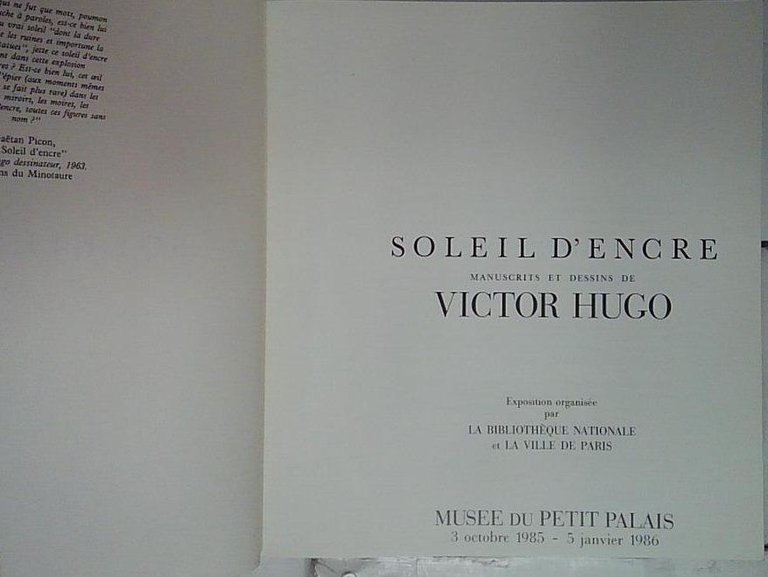 qui ne fut que mots, poumon
à paroles, est-ce bien lui
vrai soleil "dont la dure
les ruines et importune la
jette ce soleil d'encre
dans cette explosion
Est-ce bien lui, cet œil
(aux moments mêmes
se fait plus rare) dans les
miroirs, les moires, les
toutes ces figures sans
nom ?"
Picon,
Soleil d'encre"
dessinateur, 1963.
du Minotaure
SOLEIL D'ENCRE
MANUSCRITS ET DESSINS DE
VICTOR HUGO
Exposition organisée
par
LA BIBLIOTHÈQUE NATIONALE
et LA VILLE DE PARIS
MUSEE DU PETIT PALAIS
3 octobre 1985 - 5 janvier 1986